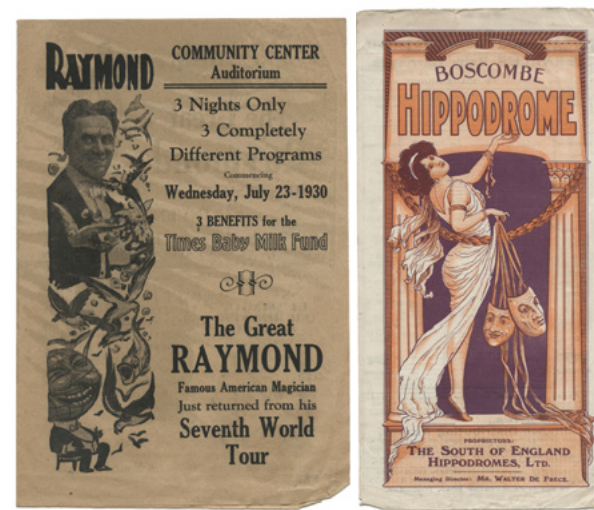 RAYMOND
COMMUNITY CENTER
Auditorium
3 Nights Only
3 Completely
Different Programs
Commencing
Wednesday, July 23-1930
3 BENEFITS for the
Times Baby Milk Fund
The Great
RAYMOND
Famous American Magician
Just returned from his
Seventh World
Tour
BOSCOMBE
HIPPODROME
PROPRIETORS:
THE SOUTH OF ENGLAND
HIPPODROMES, LTD.
Managing Director: MR. WALTER DE FRECE.